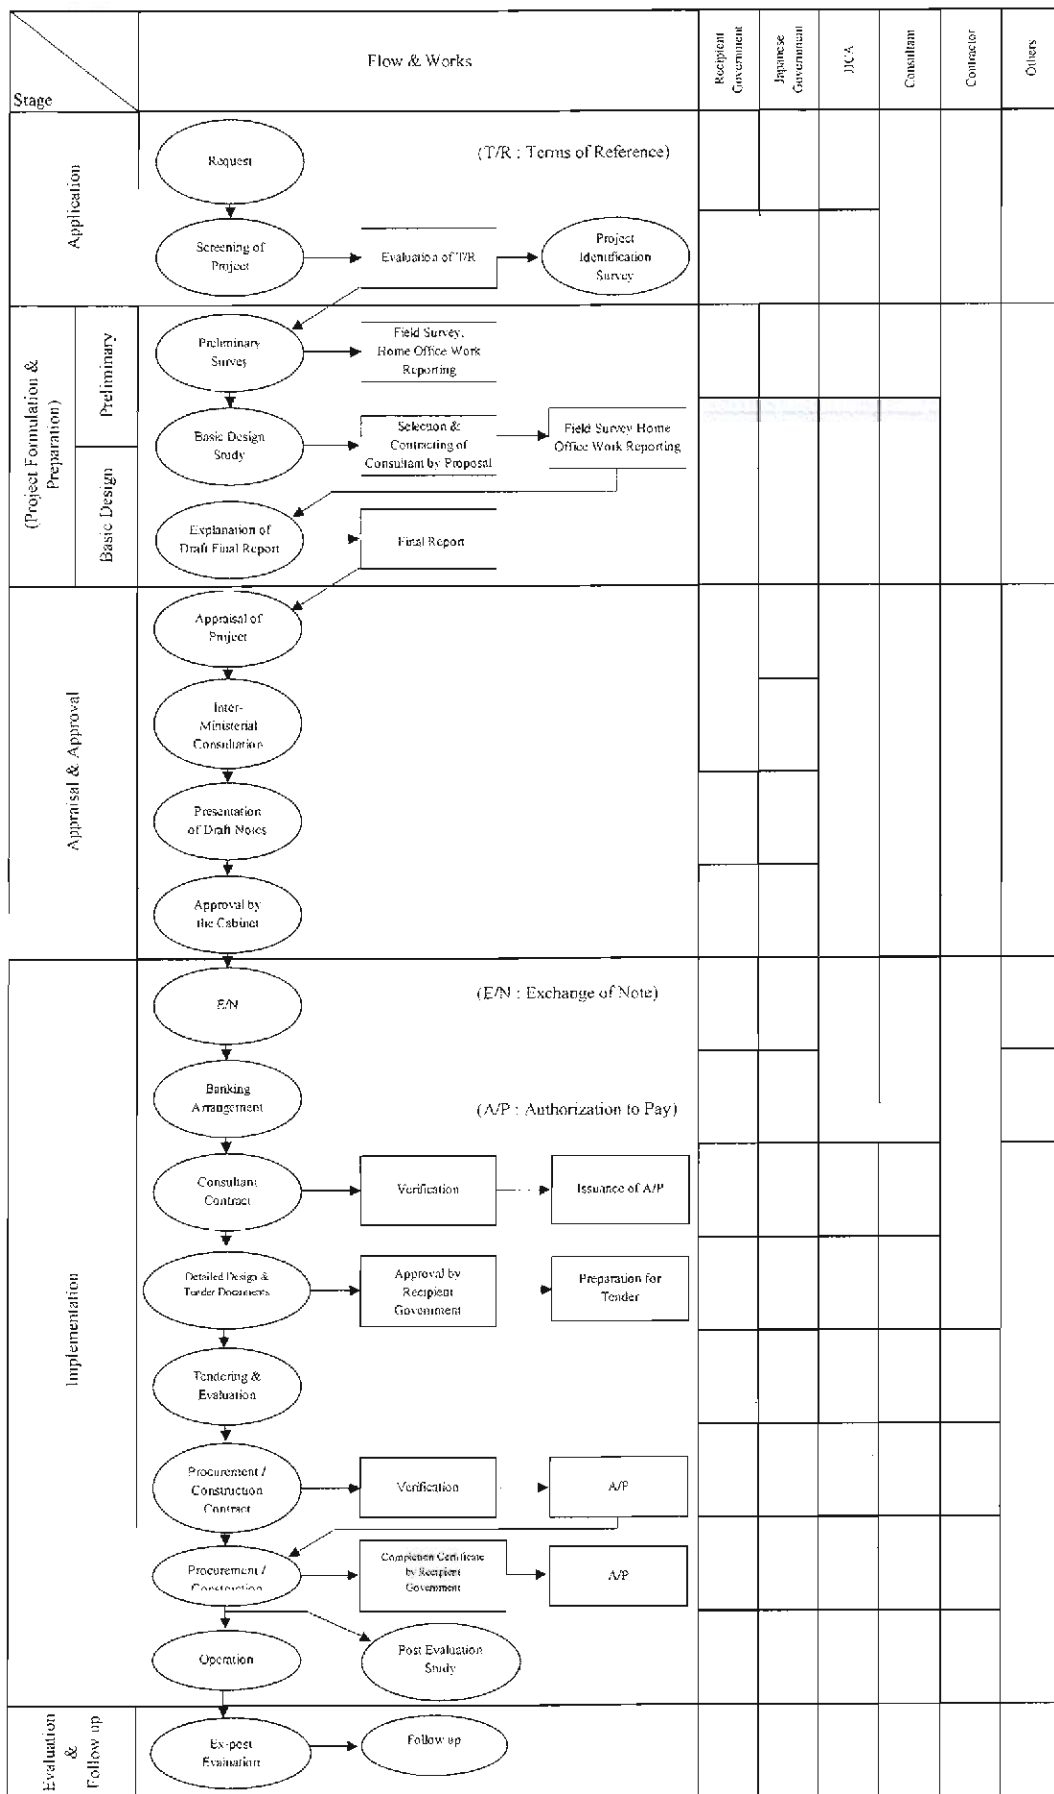 Stage
Flow & Works
Recipient
Government
Japanese
Government
JICA
Consultant
Contractor
Others
Application
Request
(T/R : Terms of Reference)
Screening of
Project
Evaluation of T/R
Project
Identification
Survey
(Project Formulation &
Preparation)
Preliminary
Preliminary
Survey
Field Survey,
Home Office Work
Reporting
Basic Design
Basic Design
Study
Selection &
Contracting of
Consultant by Proposal
Field Survey Home
Office Work Reporting
Explanation of
Draft Final Report
Final Report
Appraisal & Approval
Appraisal of
Project
Inter-
Ministerial
Consultation
Presentation
of Draft Notes
Approval by
the Cabinet
Implementation
E/N
(E/N : Exchange of Note)
Banking
Arrangement
(A/P : Authorization to Pay)
Consultant
Contract
Verification
Issuance of A/P
Detailed Design &
Tender Documents
Approval by
Recipient
Government
Preparation for
Tender
Tendering &
Evaluation
Procurement /
Construction
Contract
Verification
A/P
Procurement /
Construction
Completion Certificate
by Recipient
Government
A/P
Operation
Post Evaluation
Study
Evaluation
&
Follow up
Ex-post
Evaluation
Follow up